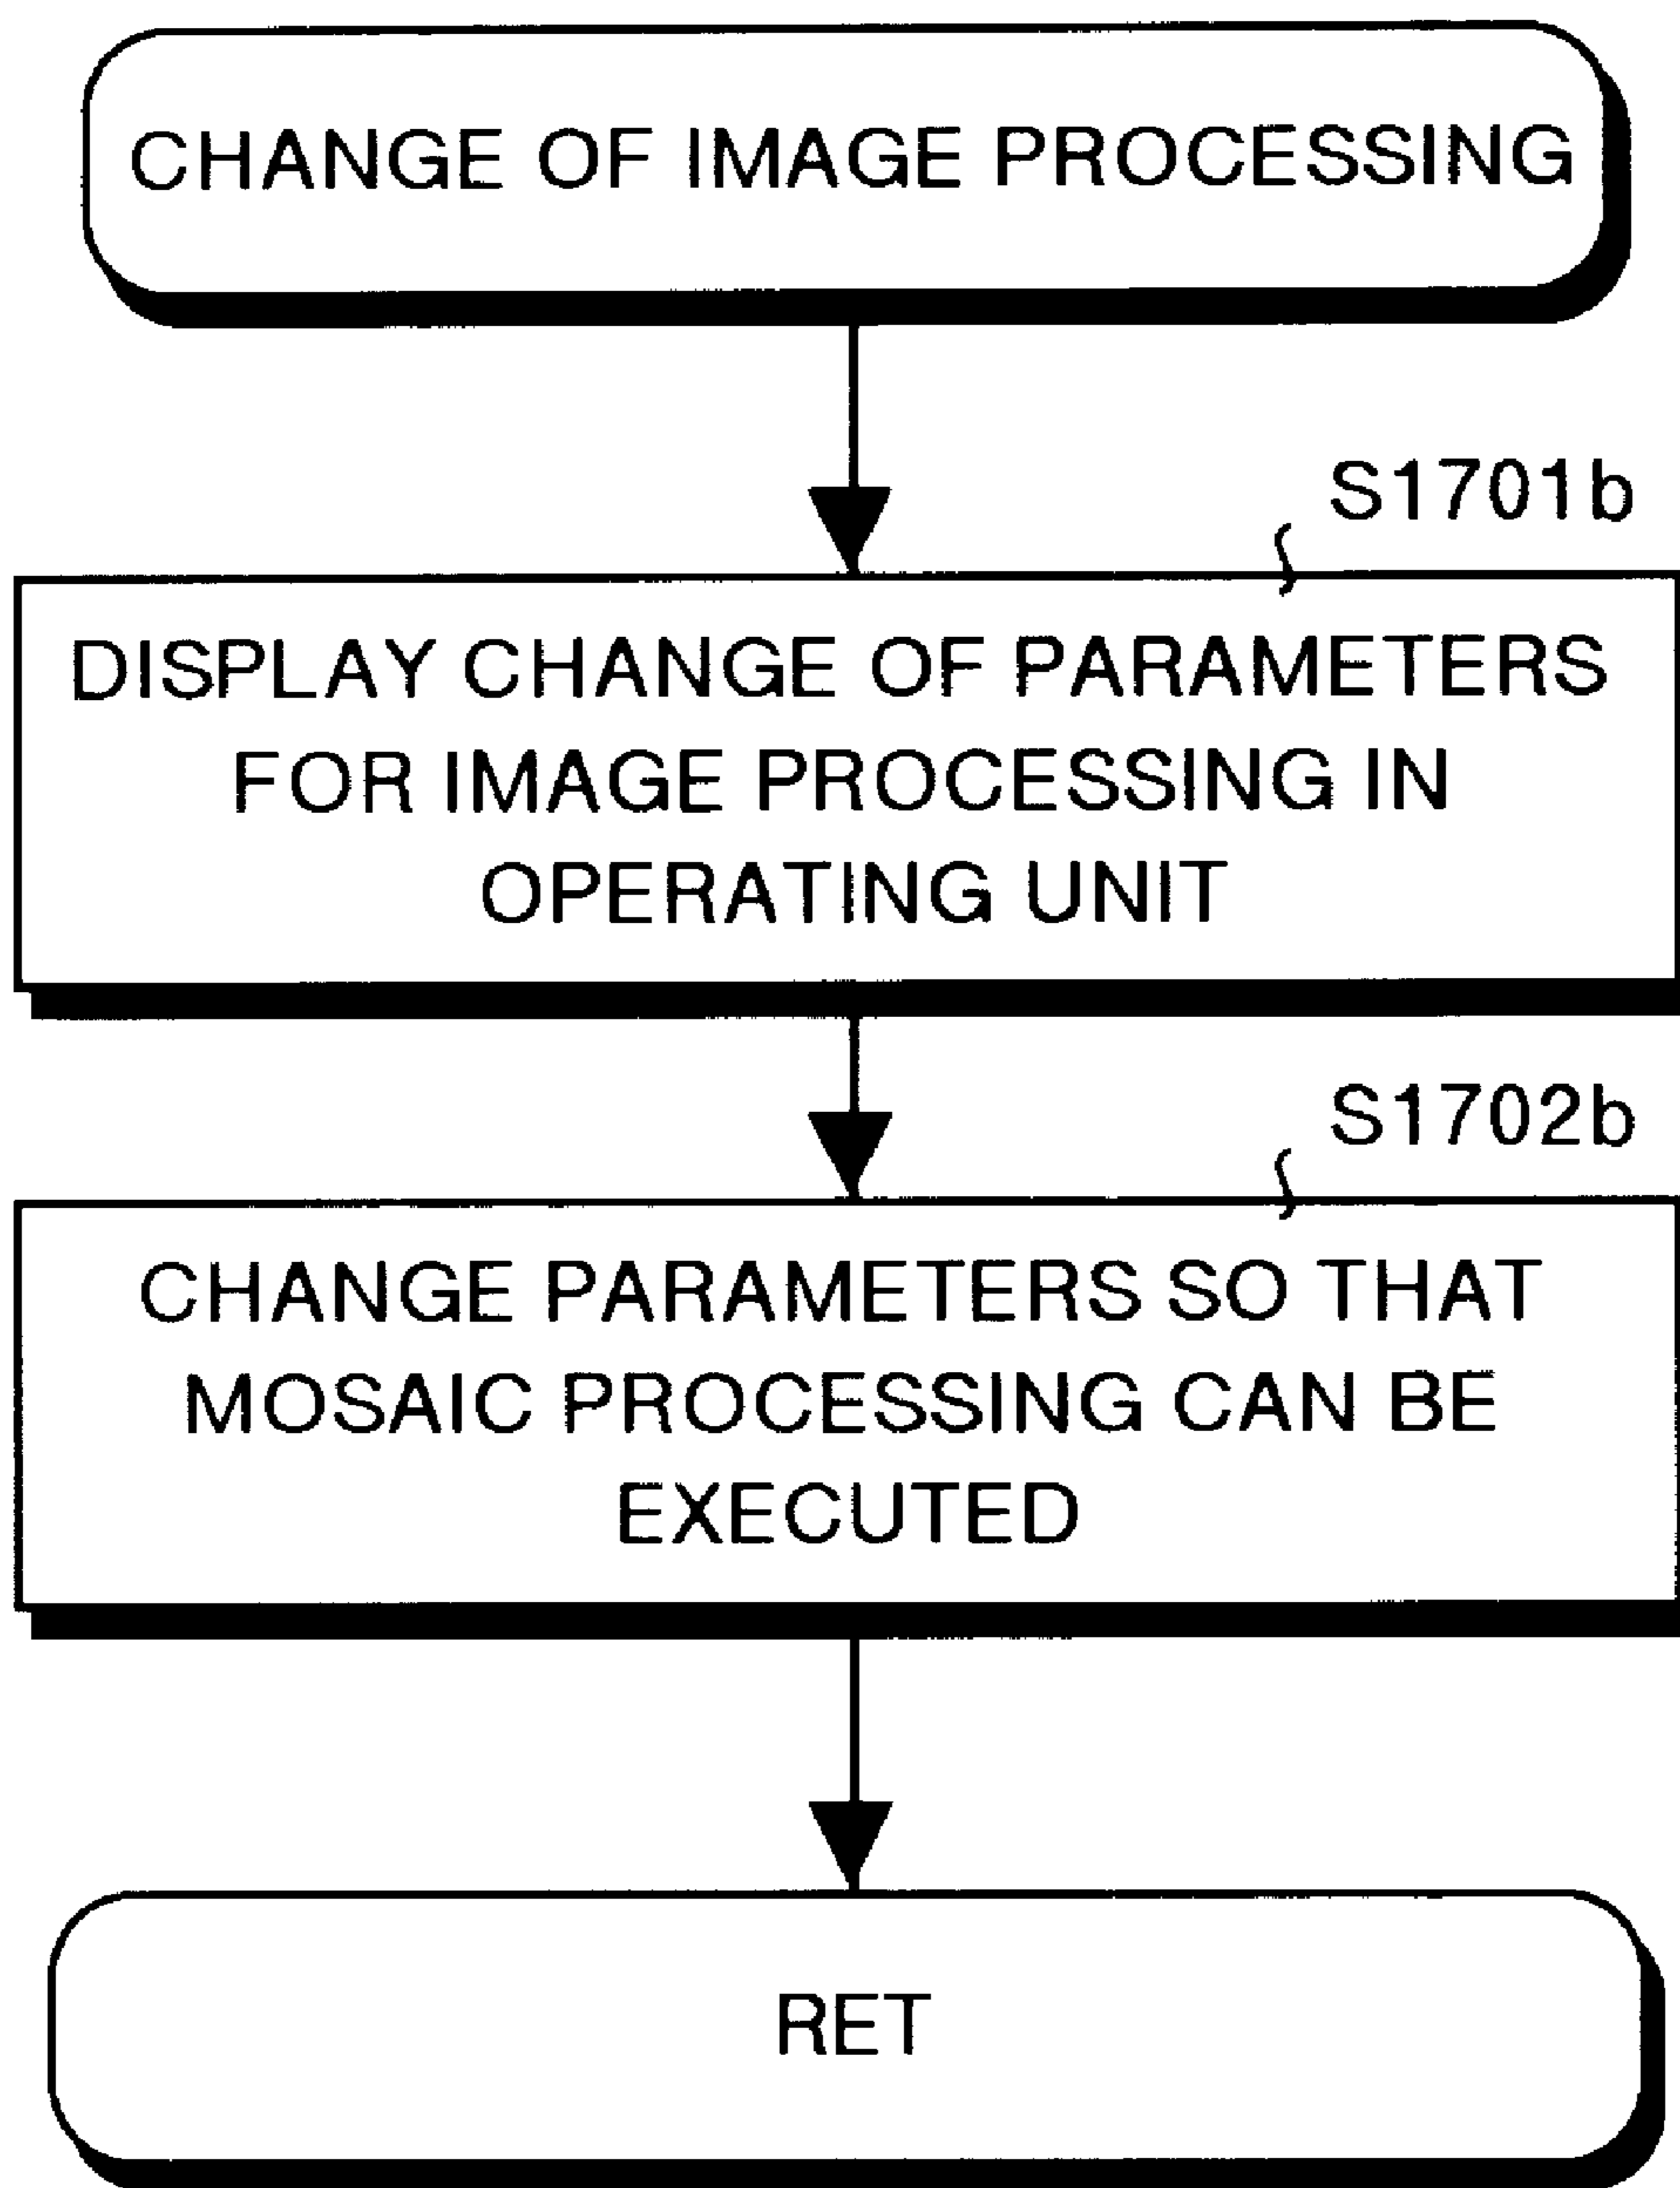 CHANGE OF IMAGE PROCESSING
S1701b
DISPLAY CHANGE OF PARAMETERS
FOR IMAGE PROCESSING IN
OPERATING UNIT
S1702b
CHANGE PARAMETERS SO THAT
MOSAIC PROCESSING CAN BE
EXECUTED
RET